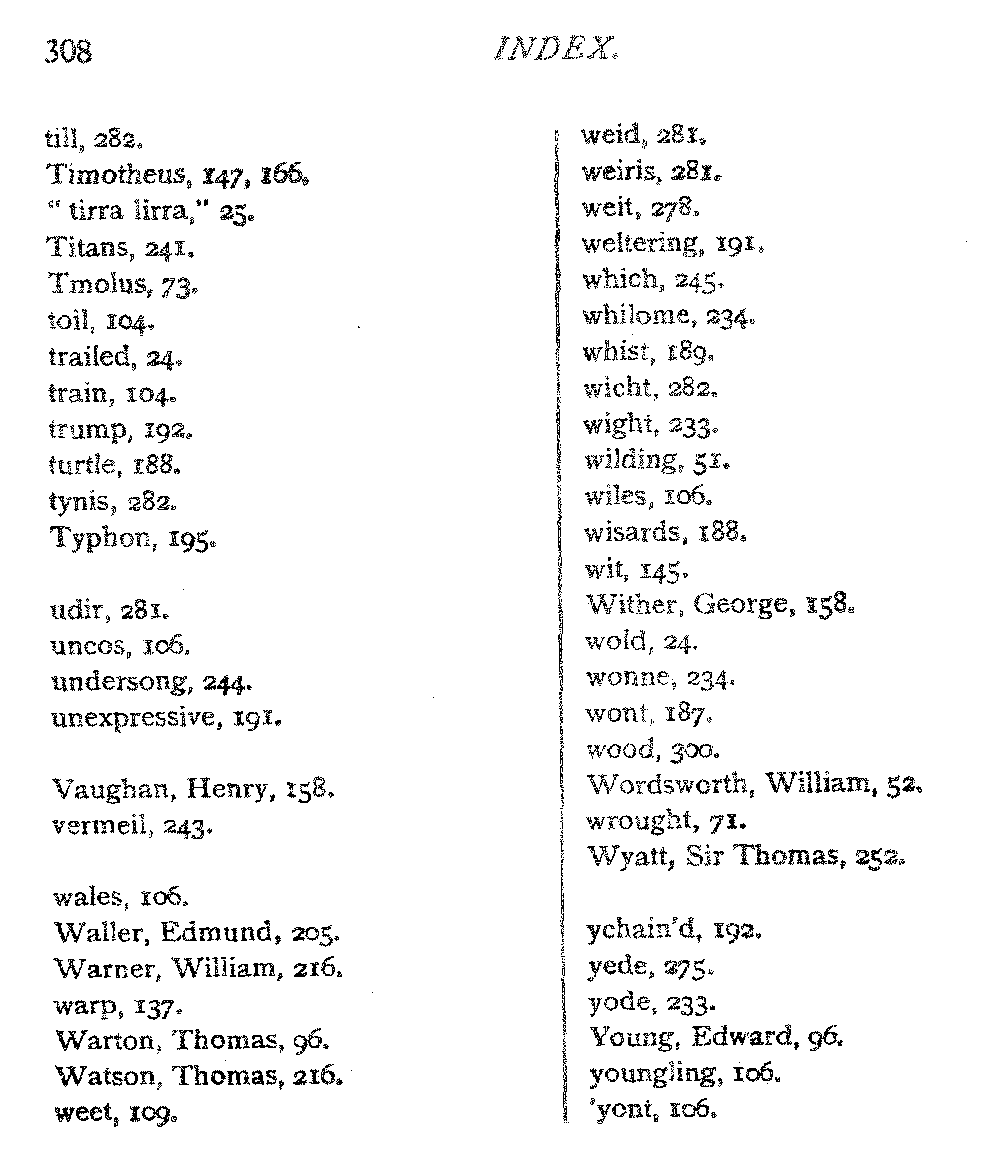 308
INDEX.
till, 282.
Timotheus, 147, 166.
" tirra lirra," 25.
Titans, 241.
Tmolus, 73.
toil, 104.
trailed, 24.
train, 104.
trump, 192.
turtle, 188.
tynis, 282.
Typhon, 195.
udir, 281.
uncos, 106.
undersong, 244.
unexpressive, 191.
Vaughan, Henry, 158.
vermeil, 243.
wales, 106.
Waller, Edmund, 205.
Warner, William, 216.
warp, 137.
Warton, Thomas, 96.
Watson, Thomas, 216.
weet, 109.
weid, 281.
weiris, 281.
weit, 278.
weltering, 191.
which, 245.
whilome, 234.
whist, 189.
wicht, 282.
wight, 233.
wilding, 51.
wiles, 106.
wisards, 188.
wit, 145.
Wither, George, 158.
wold, 24.
wonne, 234.
wont, 187.
wood, 300.
Wordsworth, William, 52.
wrought, 71.
Wyatt, Sir Thomas, 252.
ychain'd, 192.
yede, 275.
yode, 233.
Young, Edward, 96.
youngling, 106.
'yont, 106.